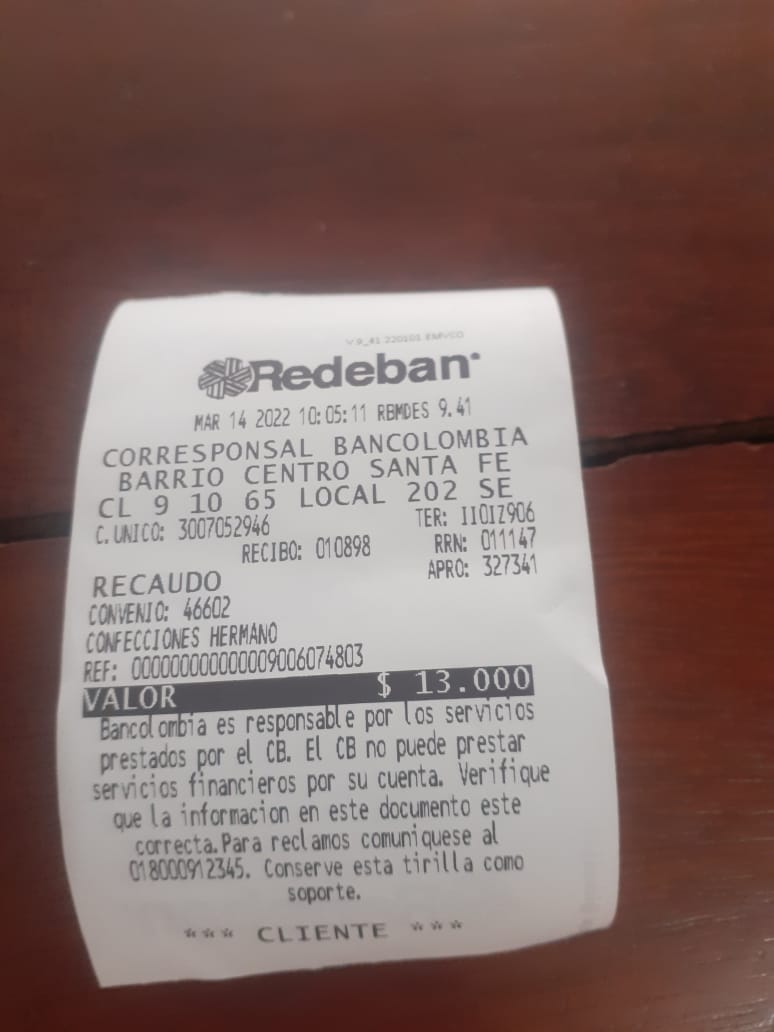 V.9_41 220101 EMVCO
Redeban
MAR 14 2022 10:05:11 RBMDES 9.41
CORRESPONSAL BANCOLOMBIA
BARRIO CENTRO SANTA FE
CL 9 10 65 LOCAL 202 SE
C.UNICO: 3007052946 TER: II01Z906
RECIBO: 010898 RRN: 011147
RECAUDO APRO: 327341
CONVENIO: 46602
CONFECCIONES HERMANO
REF: 000000000000009006074803
VALOR $ 13.000
Bancolombia es responsable por los servicios
prestados por el CB. El CB no puede prestar
servicios financieros por su cuenta. Verifique
que la informacion en este documento este
correcta.Para reclamos comuniquese al
018000912345. Conserve esta tirilla como
soporte.
*** CLIENTE ***